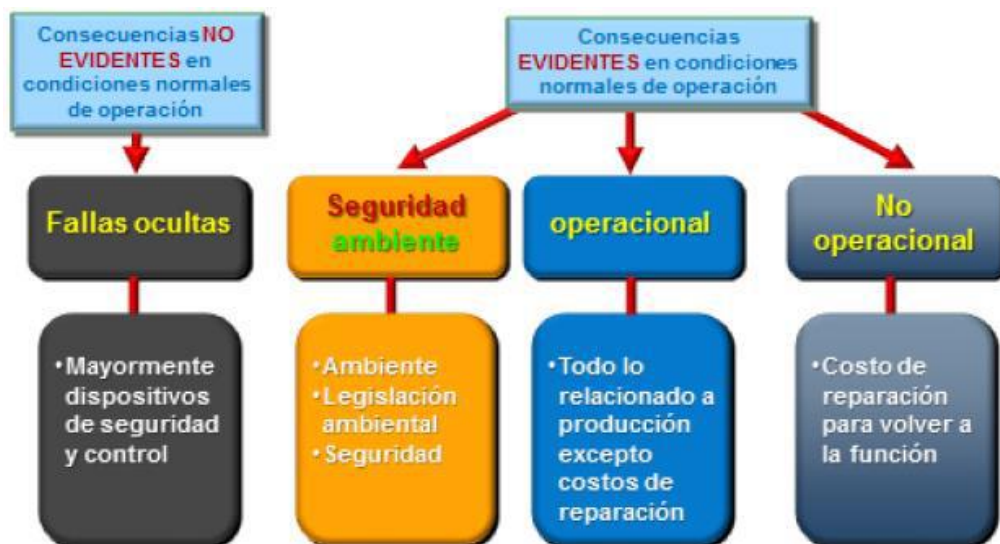 Consecuencias NO
EVIDENTES en
condiciones normales
de operación
Consecuencias
EVIDENTES en condiciones
normales de operación
Fallas ocultas
Seguridad
ambiente
operacional
No
operacional
•Mayormente
dispositivos
de seguridad
y control
•Ambiente
•Legislación
ambiental
•Seguridad
•Todo lo
relacionado a
producción
excepto
costos de
reparación
•Costo de
reparación
para volver a
la función